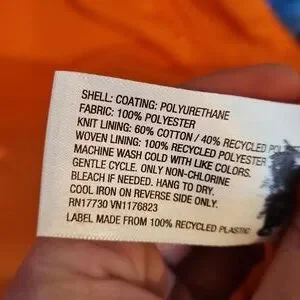 SHELL: COATING: POLYURETHANE
FABRIC: 100% POLYESTER
KNIT LINING: 60% COTTON / 40% RECYCLED
WOVEN LINING: 100% RECYCLED POLYESTER
MACHINE WASH COLD WITH LIKE COLORS.
GENTLE CYCLE. ONLY NON-CHLORINE
BLEACH IF NEEDED. HANG TO DRY.
COOL IRON ON REVERSE SIDE ONLY.
RN17730 VN1176823
LABEL MADE FROM 100% RECYCLED PLASTIC